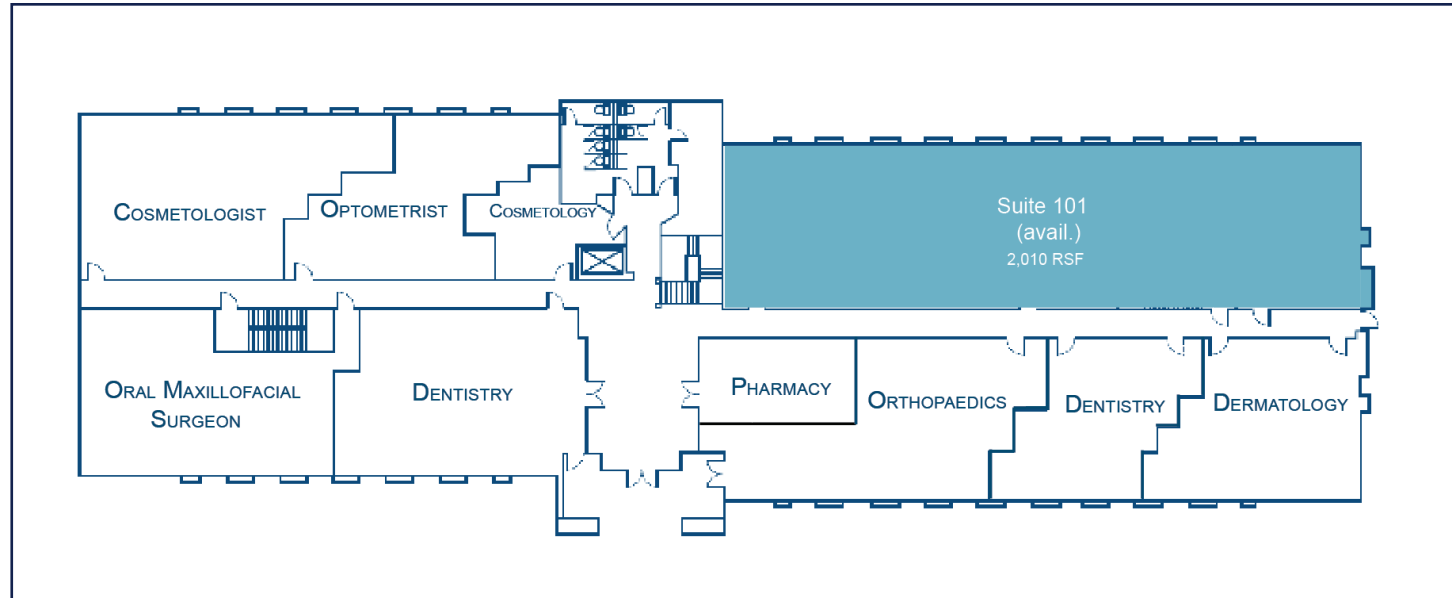 COSMETOLOGIST
OPTOMETRIST
COSMETOLOGY
Suite 101
(avail.)
2,010 RSF
ORAL MAXILLOFACIAL
SURGEON
DENTISTRY
PHARMACY
ORTHOPAEDICS
DENTISTRY
DERMATOLOGY